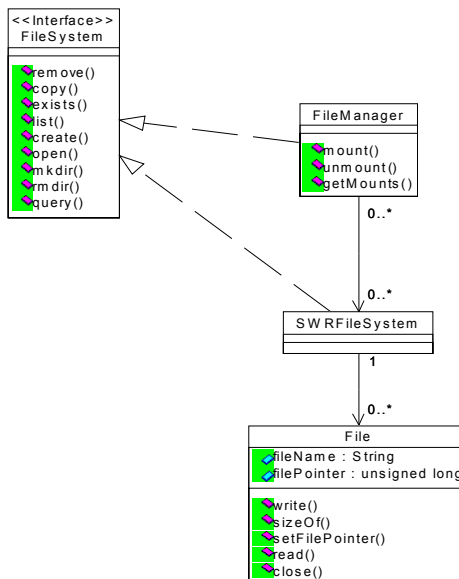 <<Interface>>
FileSystem
remove()
copy()
exists()
list()
create()
open()
mkdir()
rmdir()
query()
FileManager
mount()
unmount()
getMounts()
0..*
0..*
SWRFileSystem
1
0..*
File
fileName : String
filePointer : unsigned long
write()
sizeOf()
setFilePointer()
read()
close()